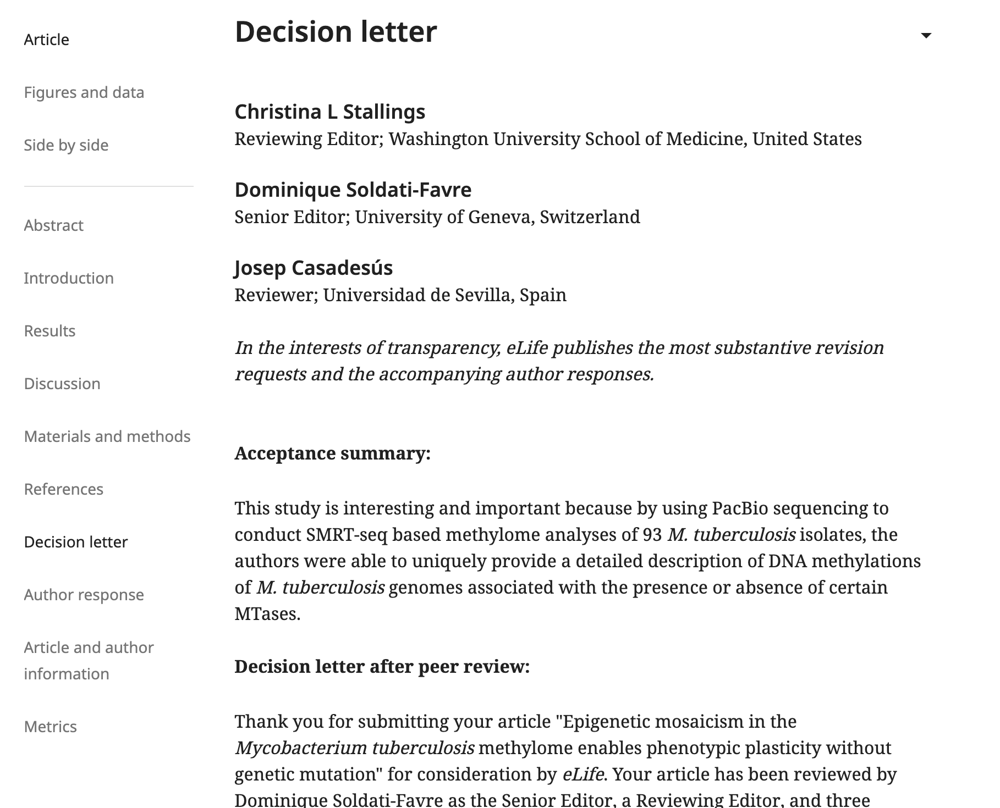 Article
Figures and data
Side by side
Abstract
Introduction
Results
Discussion
Materials and methods
References
Decision letter
Author response
Article and author
information
Metrics
Decision letter
Christina L Stallings
Reviewing Editor; Washington University School of Medicine, United States
Dominique Soldati-Favre
Senior Editor; University of Geneva, Switzerland
Josep Casadesús
Reviewer; Universidad de Sevilla, Spain
In the interests of transparency, eLife publishes the most substantive revision
requests and the accompanying author responses.
Acceptance summary:
This study is interesting and important because by using PacBio sequencing to
conduct SMRT-seq based methylome analyses of 93 M. tuberculosis isolates, the
authors were able to uniquely provide a detailed description of DNA methylations
of M. tuberculosis genomes associated with the presence or absence of certain
MTases.
Decision letter after peer review:
Thank you for submitting your article "Epigenetic mosaicism in the
Mycobacterium tuberculosis methylome enables phenotypic plasticity without
genetic mutation" for consideration by eLife. Your article has been reviewed by
Dominique Soldati-Favre as the Senior Editor, a Reviewing Editor, and three